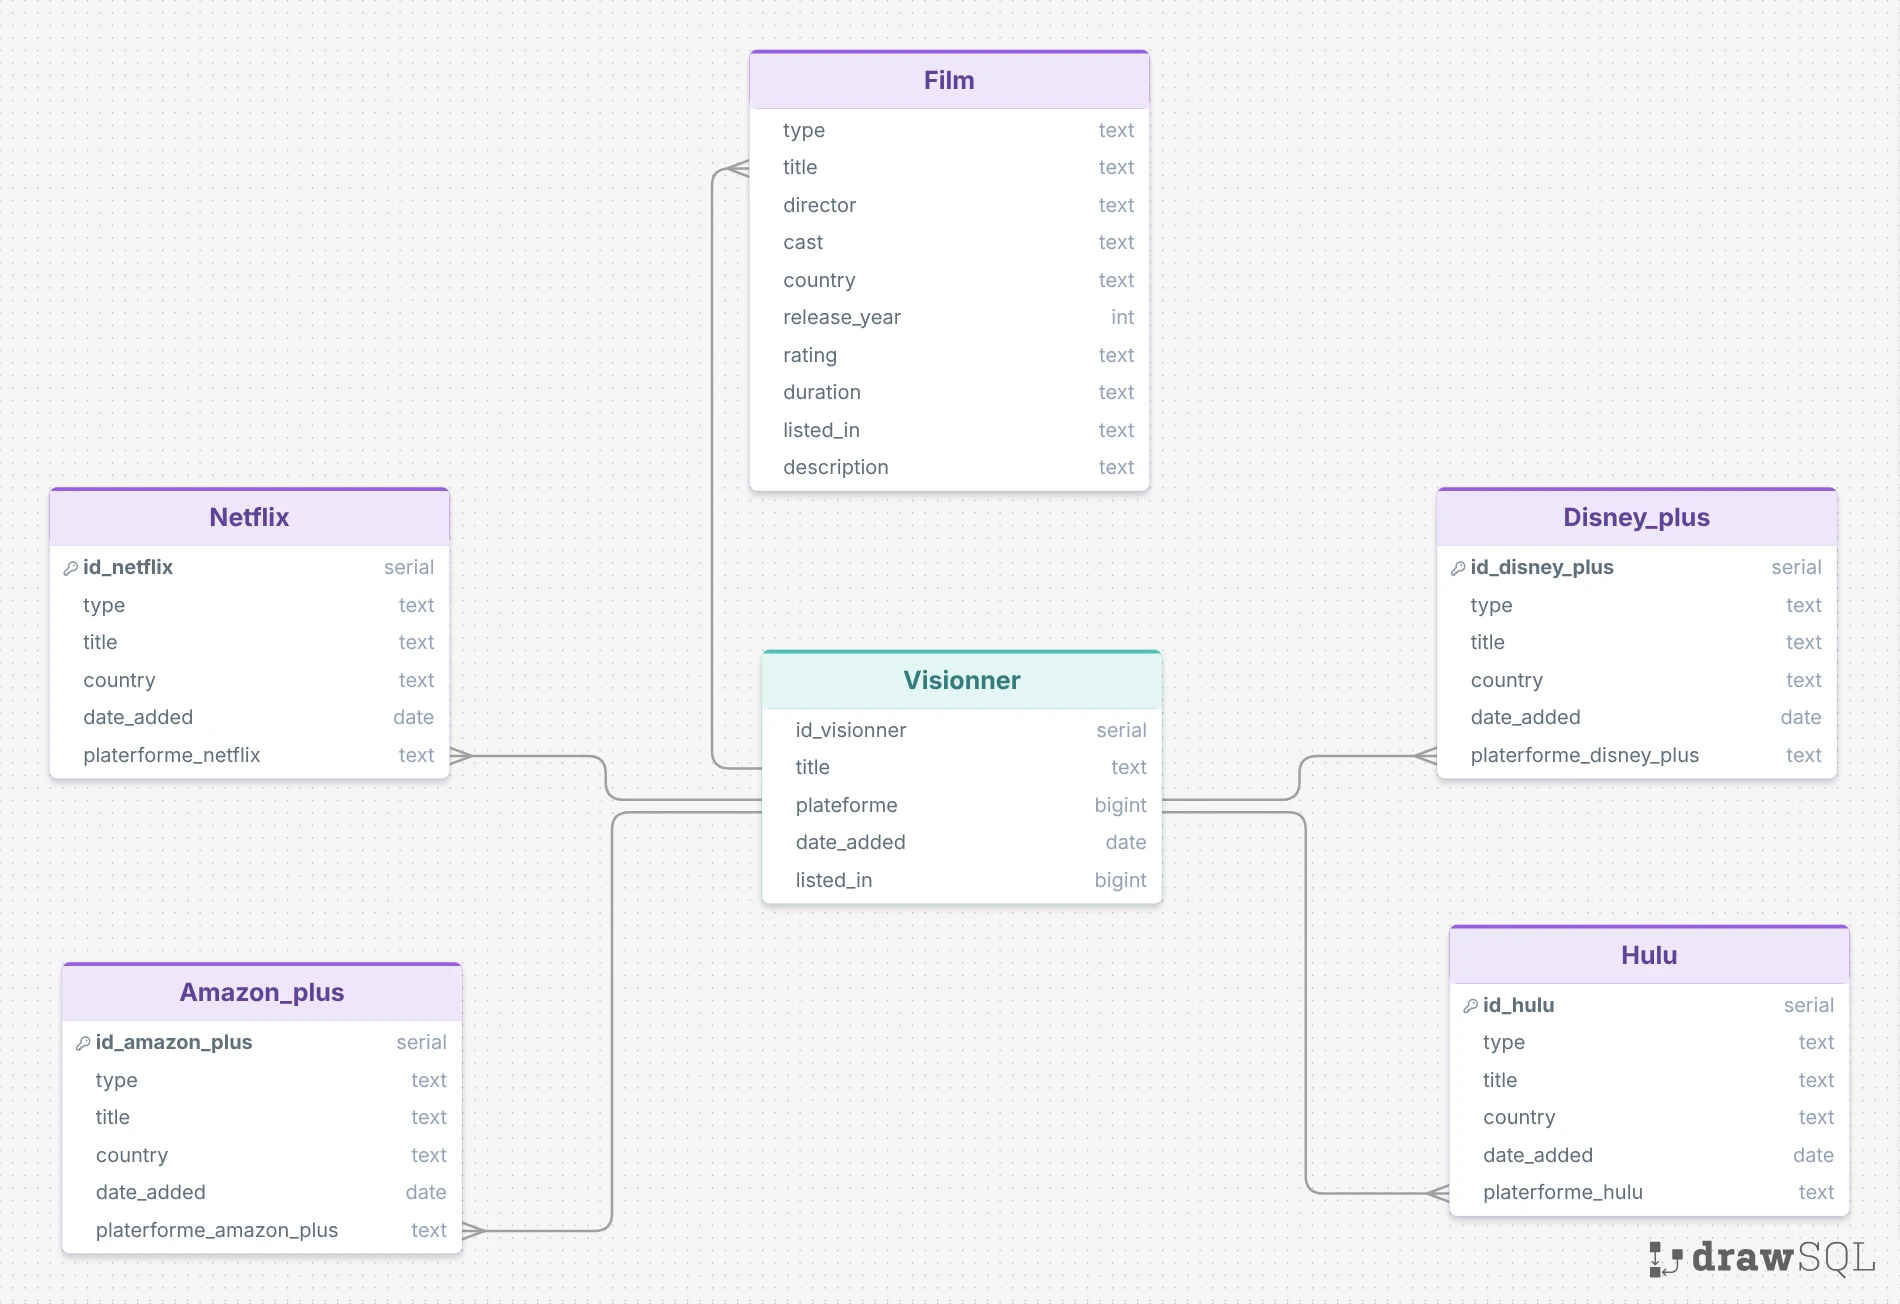 Film
type text
title text
director text
cast text
country text
release_year int
rating text
duration text
listed_in text
description text
Netflix
id_netflix serial
type text
title text
country text
date_added date
platerforme_netflix text
Disney_plus
id_disney_plus serial
type text
title text
country text
date_added date
platerforme_disney_plus text
Visionner
id_visionner serial
title text
plateforme bigint
date_added date
listed_in bigint
Amazon_plus
id_amazon_plus serial
type text
title text
country text
date_added date
platerforme_amazon_plus text
Hulu
id_hulu serial
type text
title text
country text
date_added date
platerforme_hulu text
drawSQL